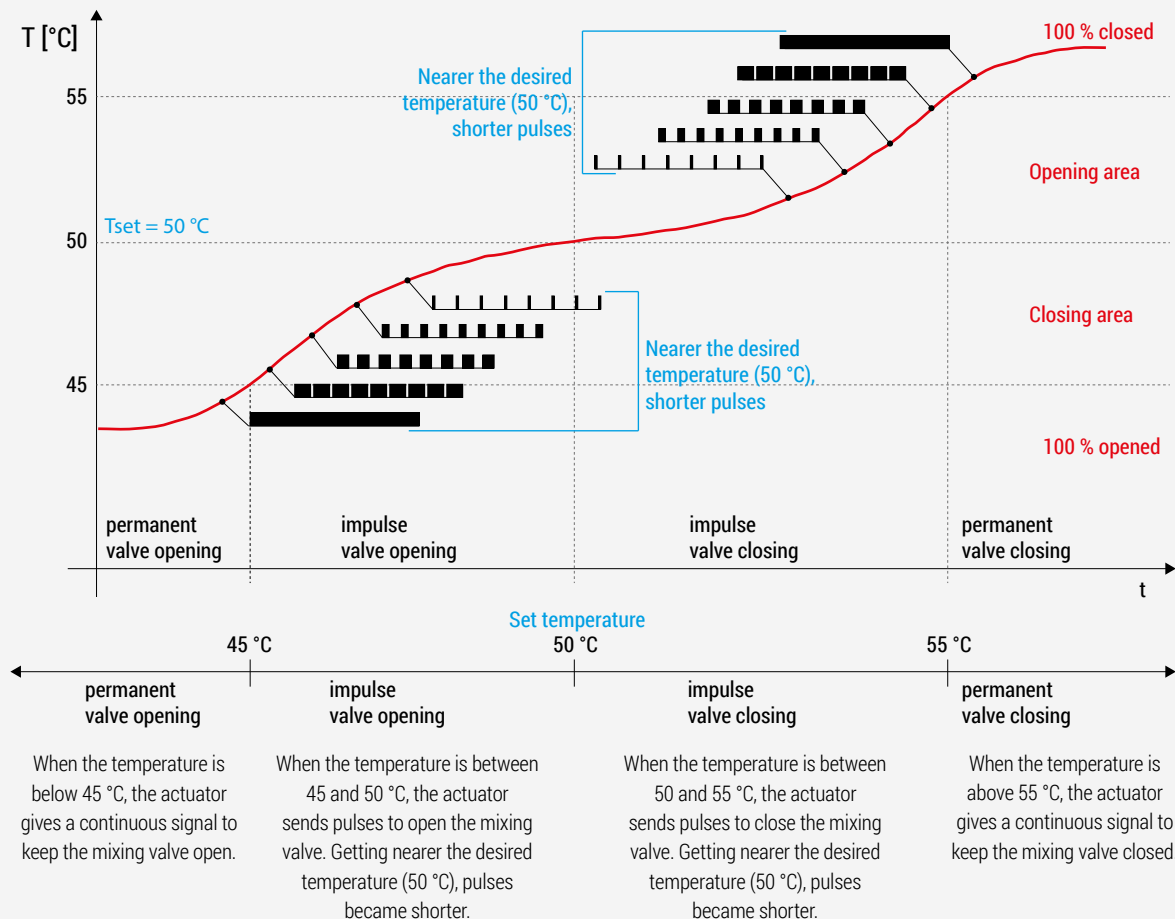 T [°C]
100 % closed
Nearer the desired
temperature (50 °C),
shorter pulses
55
Opening area
Tset = 50 °C
50
Closing area
Nearer the desired
temperature (50 °C),
shorter pulses
45
100 % opened
permanent
valve opening
impulse
valve opening
impulse
valve closing
permanent
valve closing
t
Set temperature
45 °C
50 °C
55 °C
permanent
valve opening
impulse
valve opening
impulse
valve closing
permanent
valve closing
When the temperature is
below 45 °C, the actuator
gives a continuous signal to
keep the mixing valve open.
When the temperature is between
45 and 50 °C, the actuator
sends pulses to open the mixing
valve. Getting nearer the desired
temperature (50 °C), pulses
became shorter.
When the temperature is between
50 and 55 °C, the actuator
sends pulses to close the mixing
valve. Getting nearer the desired
temperature (50 °C), pulses
became shorter.
When the temperature is
above 55 °C, the actuator
gives a continuous signal to
keep the mixing valve closed